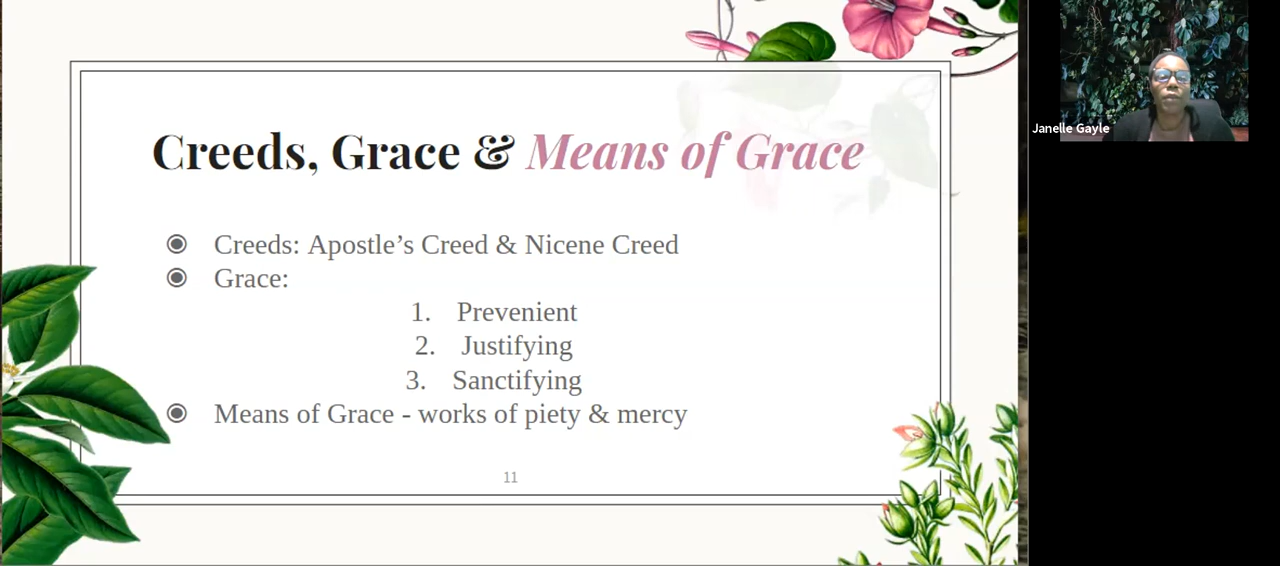 Creeds, Grace & Means of Grace
◉ Creeds: Apostle’s Creed & Nicene Creed
◉ Grace:
1. Prevenient
2. Justifying
3. Sanctifying
◉ Means of Grace - works of piety & mercy
11
Janelle Gayle